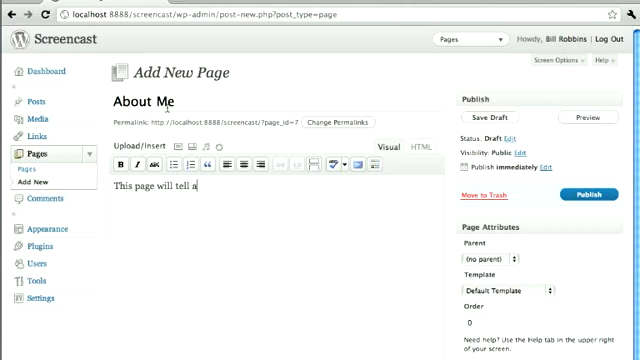 localhost:8888/screencast/wp-admin/post-new.php?post_type=page
Screencast
Pages
Howdy, Bill Robbins | Log Out
Screen Options
Help
Dashboard
Posts
Media
Links
Pages
Pages
Add New
Comments
Appearance
Plugins
Users
Tools
Settings
Add New Page
About Me
Permalink: http://localhost:8888/screencast/?page_id=7 Change Permalinks
Upload/Insert
Visual HTML
B I ABC
ABC
This page will tell a
Publish
Save Draft Preview
Status: Draft Edit
Visibility: Public Edit
Publish immediately Edit
Move to Trash Publish
Page Attributes
Parent
(no parent)
Template
Default Template
Order
0
Need help? Use the Help tab in the upper right
of your screen.